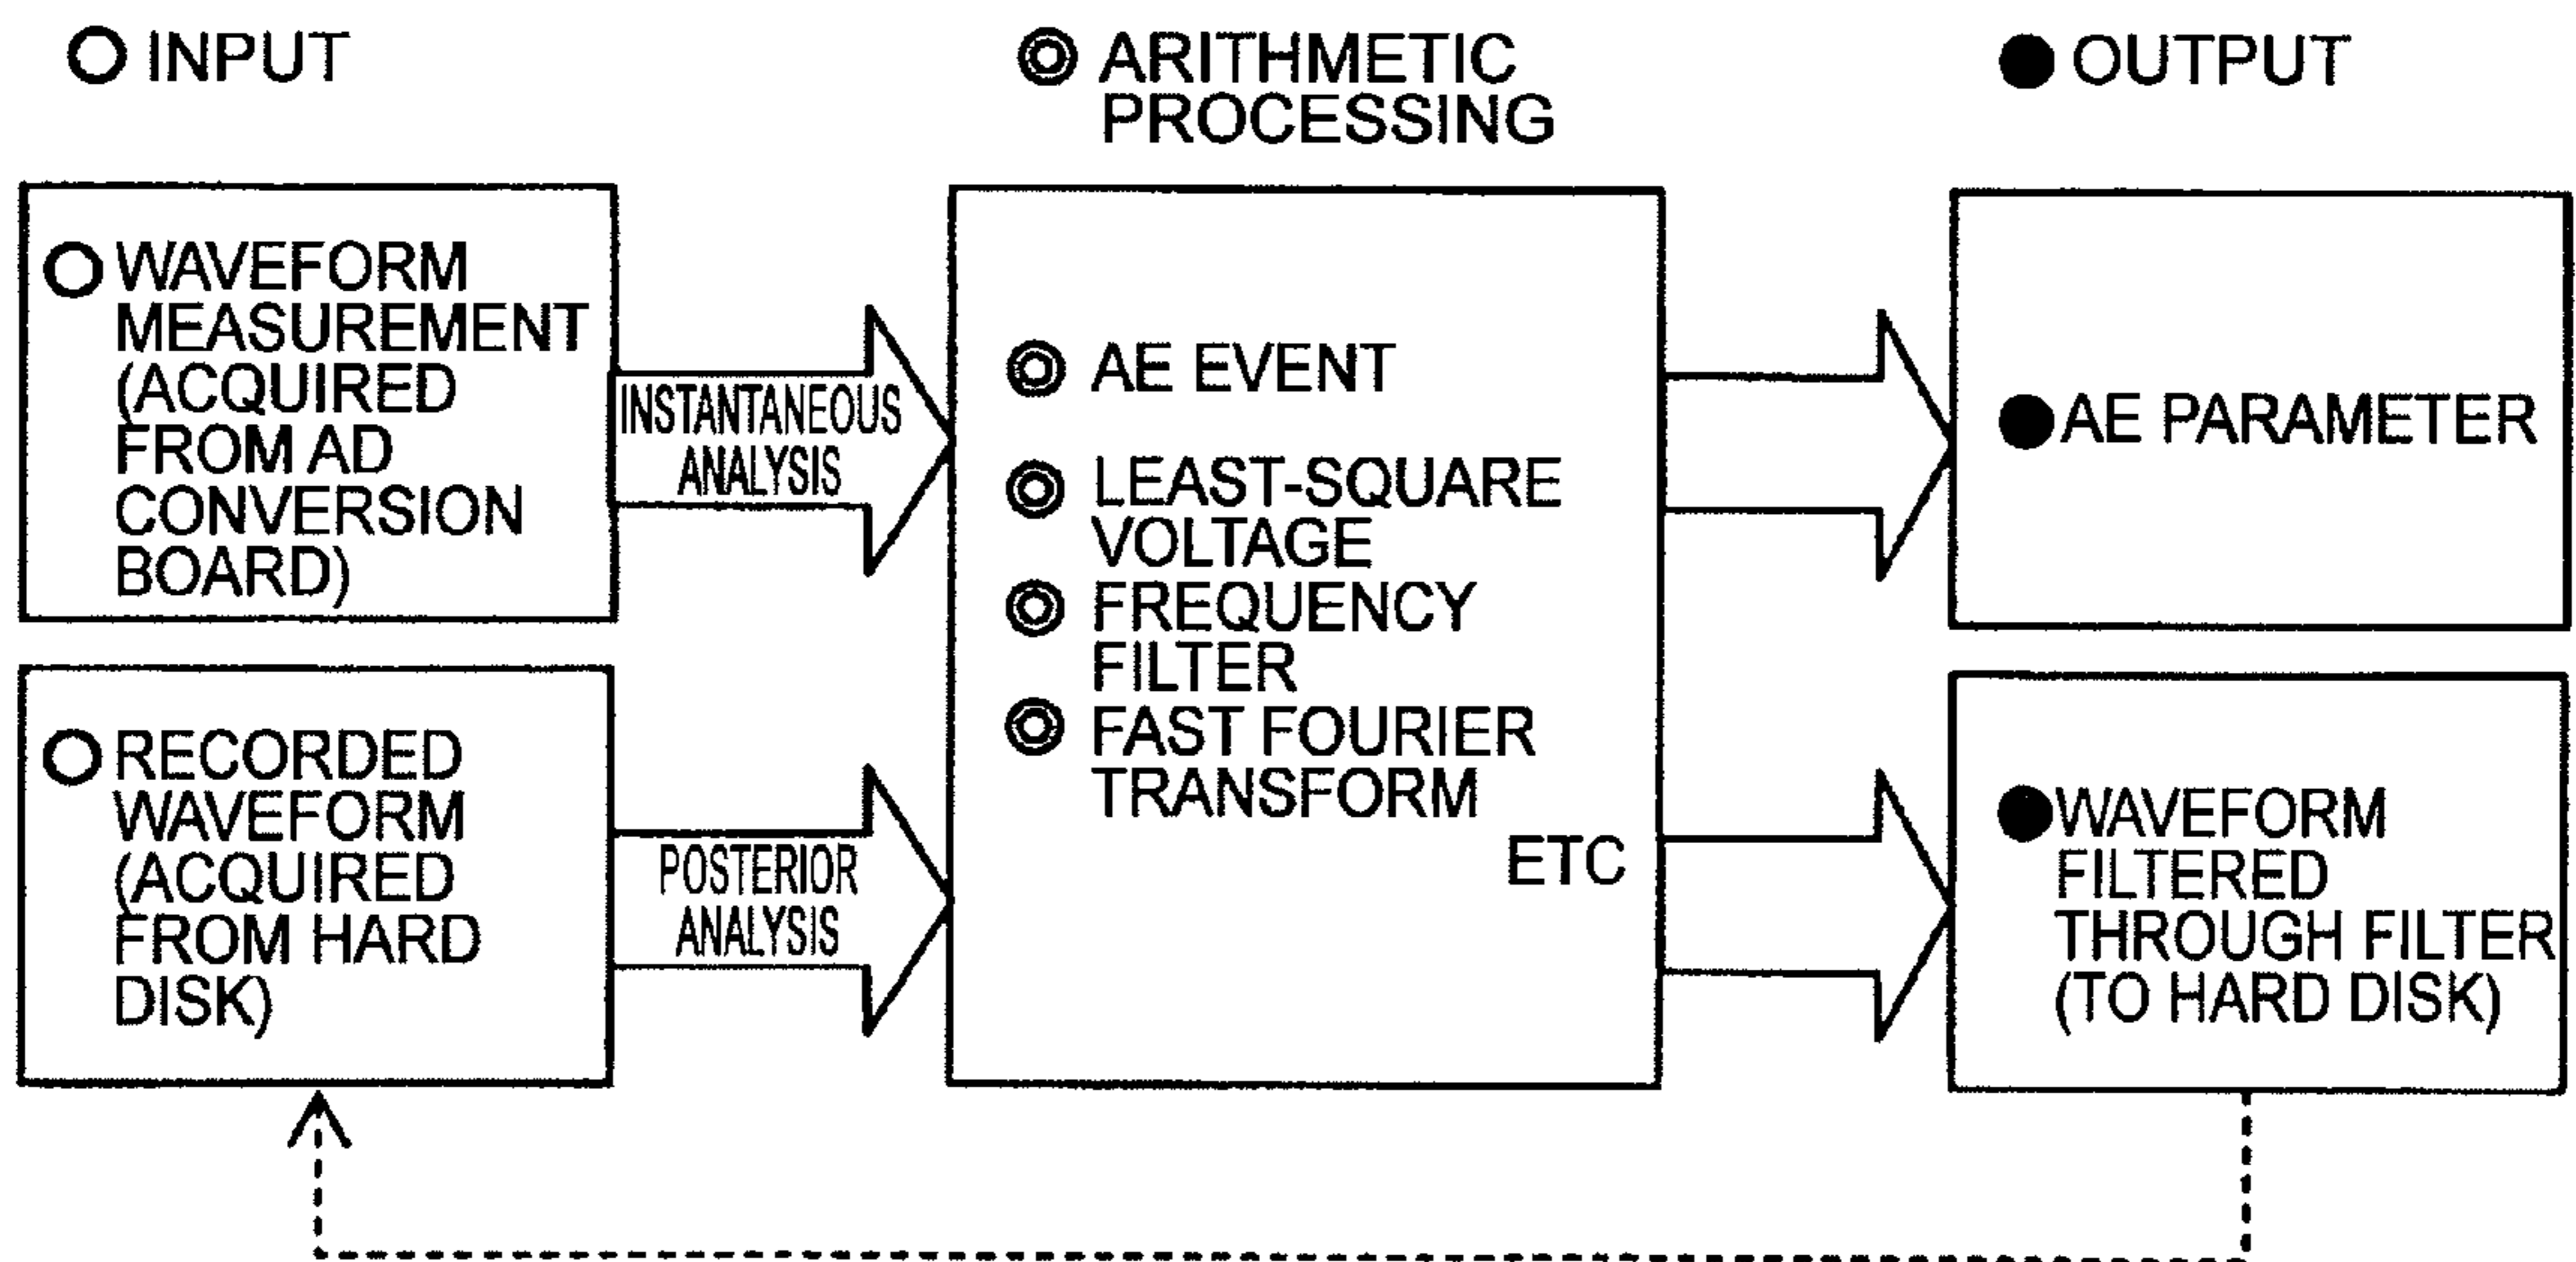 INPUT
ARITHMETIC
PROCESSING
OUTPUT
WAVEFORM
MEASUREMENT
(ACQUIRED
FROM AD
CONVERSION
BOARD)
INSTANTANEOUS
ANALYSIS
RECORDED
WAVEFORM
(ACQUIRED
FROM HARD
DISK)
POSTERIOR
ANALYSIS
AE EVENT
LEAST-SQUARE
VOLTAGE
FREQUENCY
FILTER
FAST FOURIER
TRANSFORM
ETC
AE PARAMETER
WAVEFORM
FILTERED
THROUGH FILTER
(TO HARD DISK)